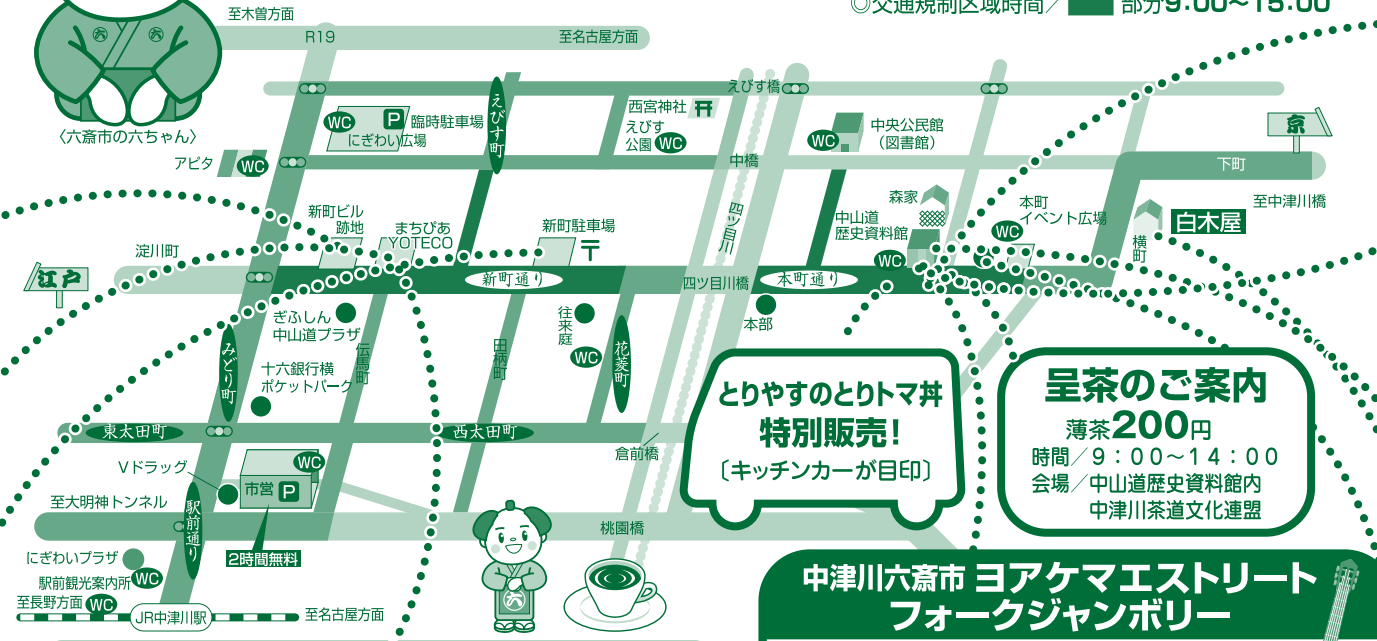 至木曽方面
◎交通規制区域時間／ 部分9:00〜15:00
R19
至名古屋方面
〈六斎市の六ちゃん〉
えびす橋
WC
P
臨時駐車場
にぎわい広場
えびす町
西宮神社
えびす
公園 WC
WC
中央公民館
（図書館）
京
アピタ
WC
中橋
下町
至中津川橋
新町ビル
跡地
まちぴあ
YOTECO
新町駐車場
〒
四ツ目川
森家
中山道
歴史資料館
WC
本町
イベント広場
WC
横町
白木屋
淀川町
江戸
新町通り
四ツ目川橋
本町通り
ぎふしん
中山道プラザ
往来庭
WC
本部
みどり町
十六銀行横
ポケットパーク
伝馬町
田柄町
花菱町
とりやすのとりトマ丼
特別販売！
〔キッチンカーが目印〕
呈茶のご案内
薄茶200円
時間／9：00〜14：00
会場／中山道歴史資料館内
中津川茶道文化連盟
東太田町
西太田町
倉前橋
Vドラッグ
WC
市営 P
至大明神トンネル
駅前通り
桃園橋
2時間無料
にぎわいプラザ
駅前観光案内所 WC
至長野方面 WC
JR中津川駅
至名古屋方面
六
中津川六斎市 ヨアケマエストリート
フォークジャンボリー